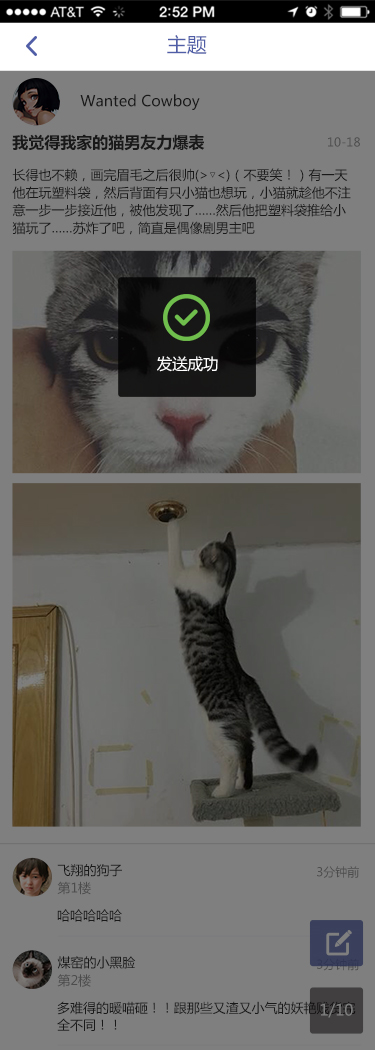 AT&T 2:52 PM
主题
Wanted Cowboy
我觉得我家的猫男友力爆表 10-18
长得也不赖，画完眉毛之后很帅(>▽<)（不要笑！）有一天
他在玩塑料袋，然后背面有只小猫也想玩，小猫就趁他不注
意一步一步接近他，被他发现了......然后他把塑料袋推给小
猫玩了......苏炸了吧，简直是偶像剧男主吧
发送成功
飞翔的狗子 3分钟前
第1楼
哈哈哈哈哈
煤窑的小黑脸 3分钟前
第2楼
多难得的暖喵砸！！跟那些又渣又小气的妖艳
全不同！！
1/10